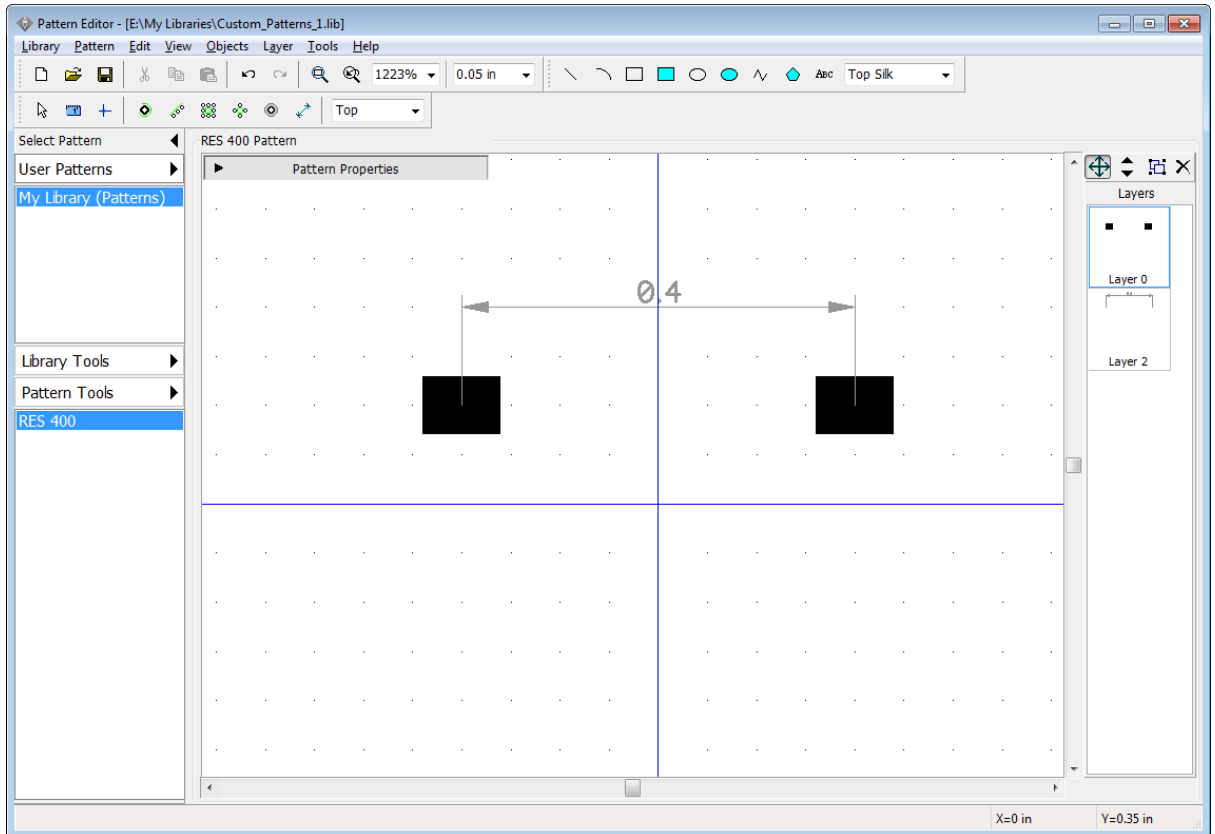 Pattern Editor - [E:\My Libraries\Custom_Patterns_1.lib]
Library Pattern Edit View Objects Layer Tools Help
1223% 0.05 in ABC Top Silk
Top
Select Pattern
RES 400 Pattern
User Patterns
Pattern Properties
My Library (Patterns)
Layers
Layer 0
0.4
Layer 2
Library Tools
Pattern Tools
RES 400
X=0 in Y=0.35 in